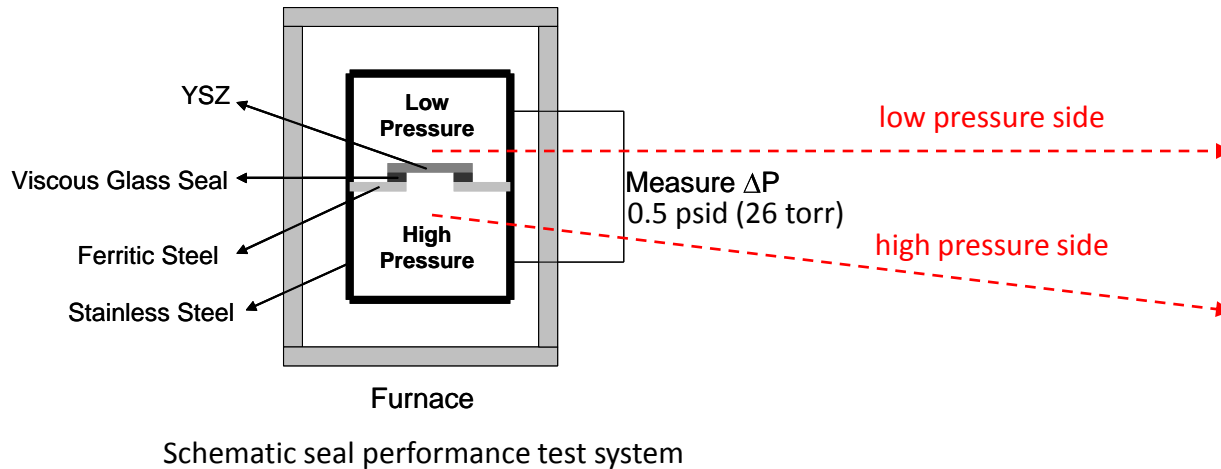 YSZ
Low
Pressure
low pressure side
Viscous Glass Seal
Measure ΔP
0.5 psid (26 torr)
High
Pressure
high pressure side
Ferritic Steel
Stainless Steel
Furnace
Schematic seal performance test system